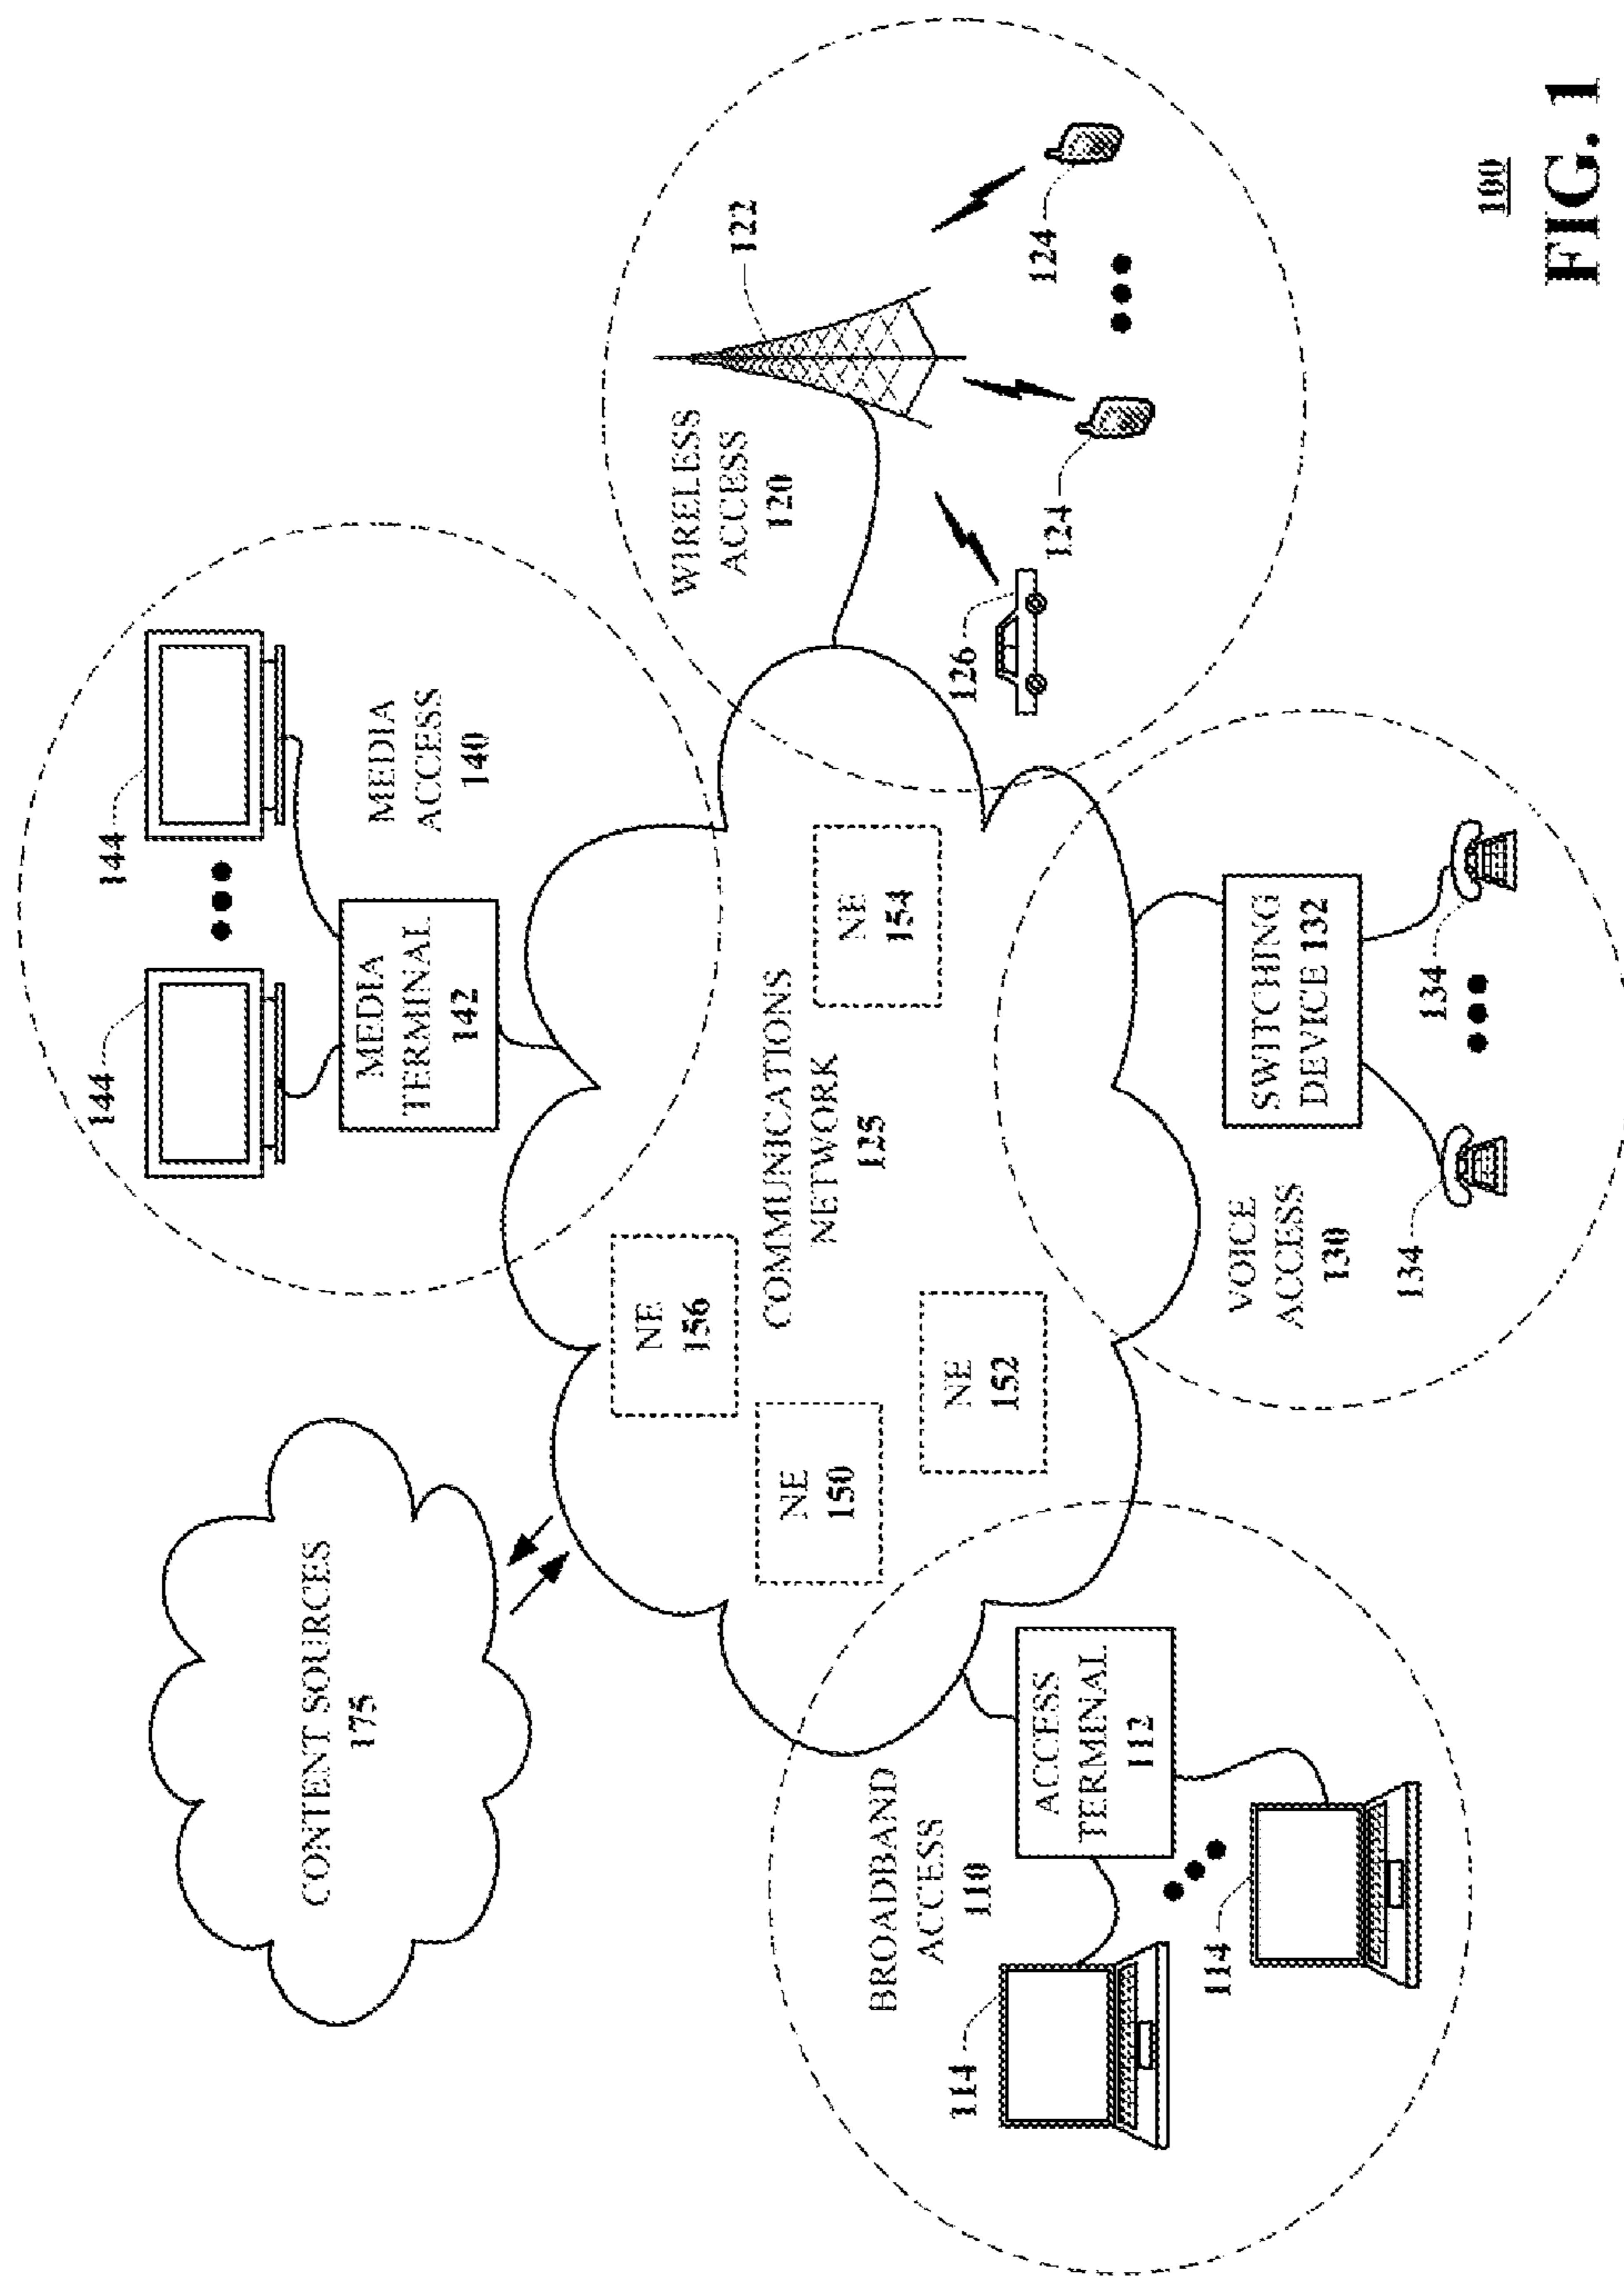 CONTENT SOURCES
175
144
144
MEDIA
TERMINAL
142
MEDIA
ACCESS
140
WIRELESS
ACCESS
120
122
NE
156
NE
150
COMMUNICATIONS
NETWORK
125
NE
154
NE
152
BROADBAND
ACCESS
110
ACCESS
TERMINAL
112
114
114
126
124
124
VOICE
ACCESS
130
SWITCHING
DEVICE 132
134
134
100
FIG. 1